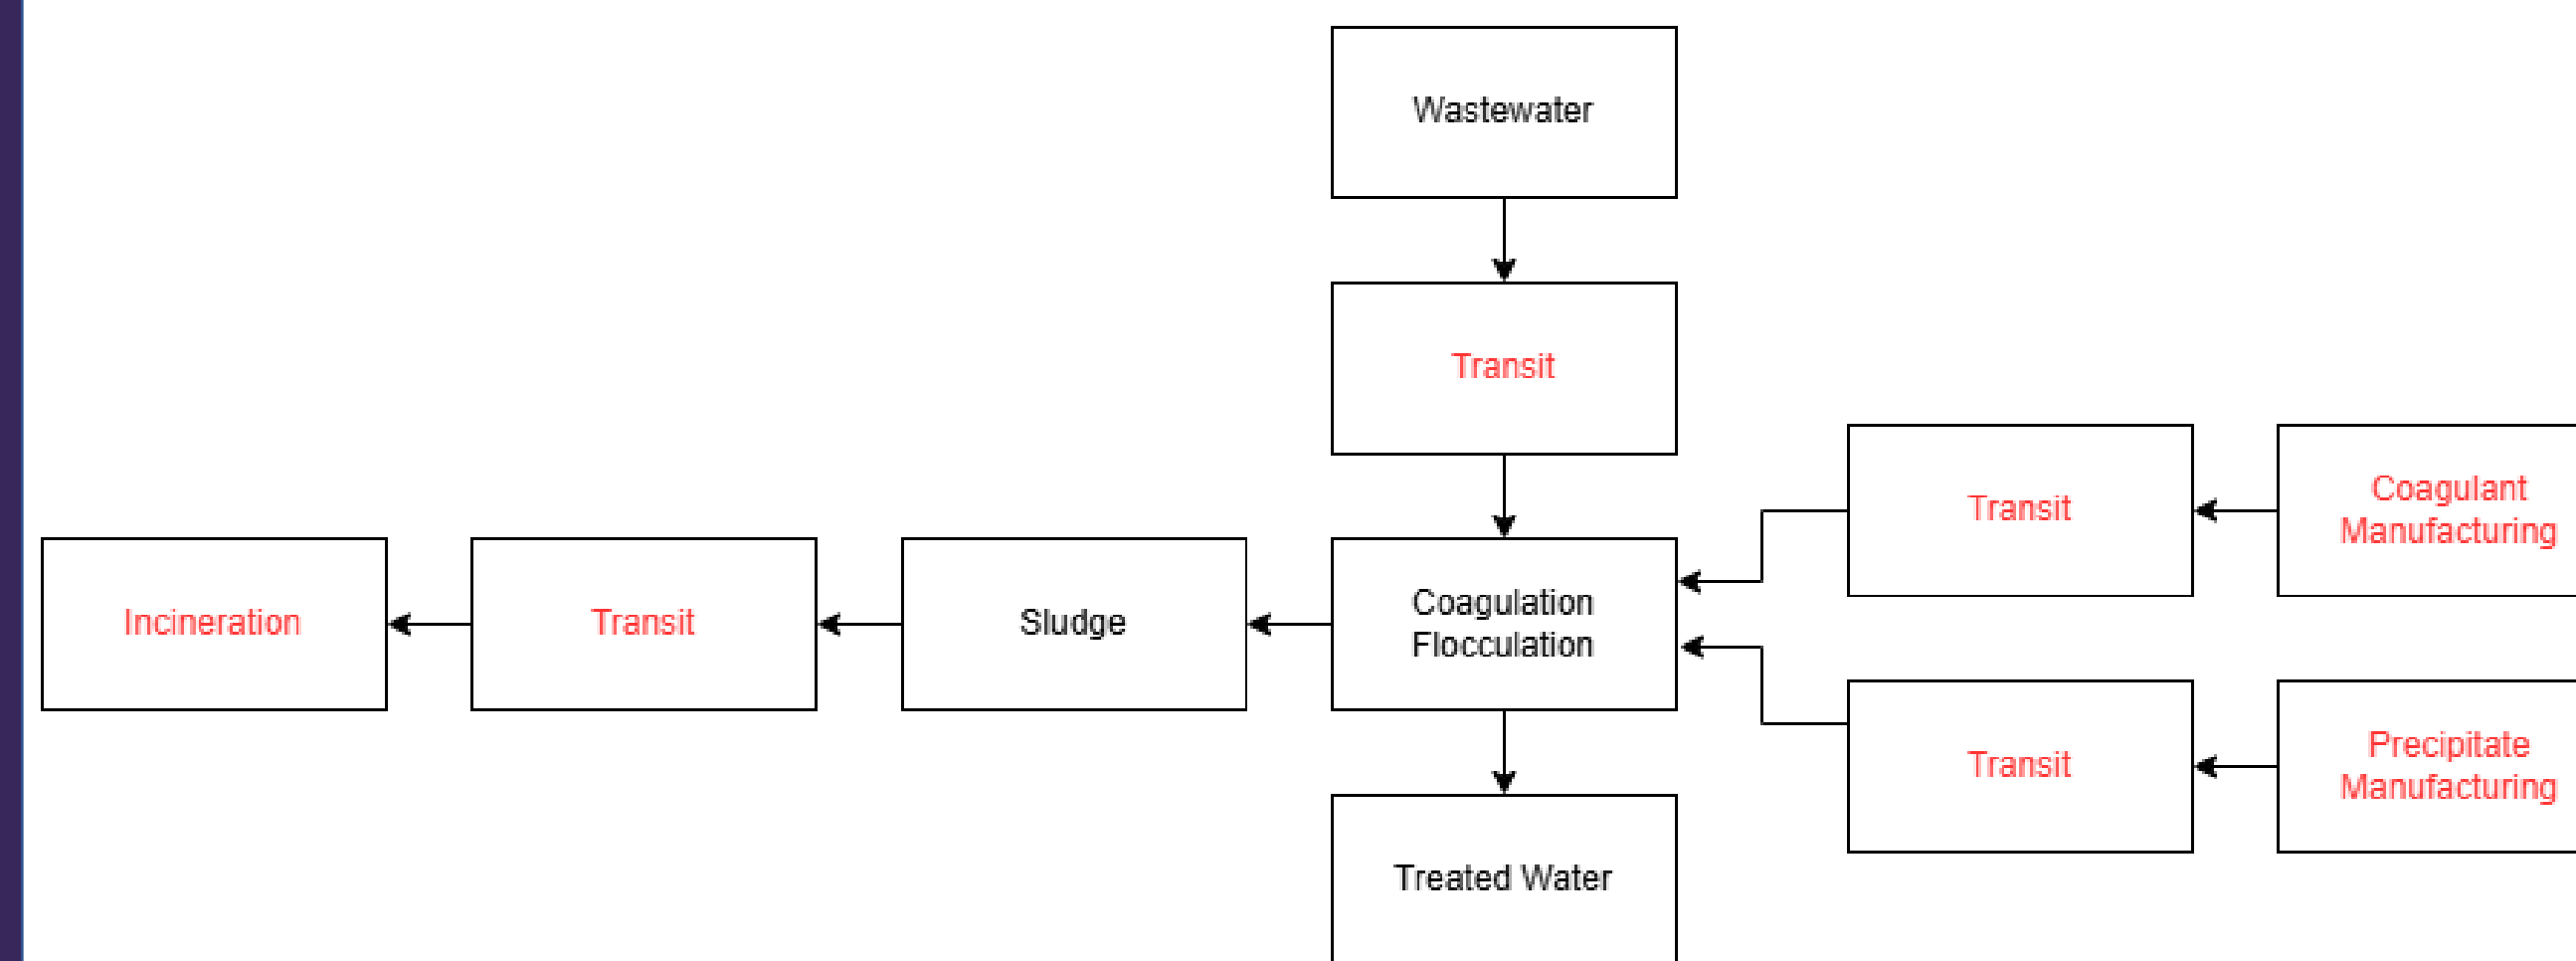 Wastewater
Transit
Transit
Coagulant
Manufacturing
Incineration
Transit
Sludge
Coagulation
Flocculation
Transit
Precipitate
Manufacturing
Treated Water